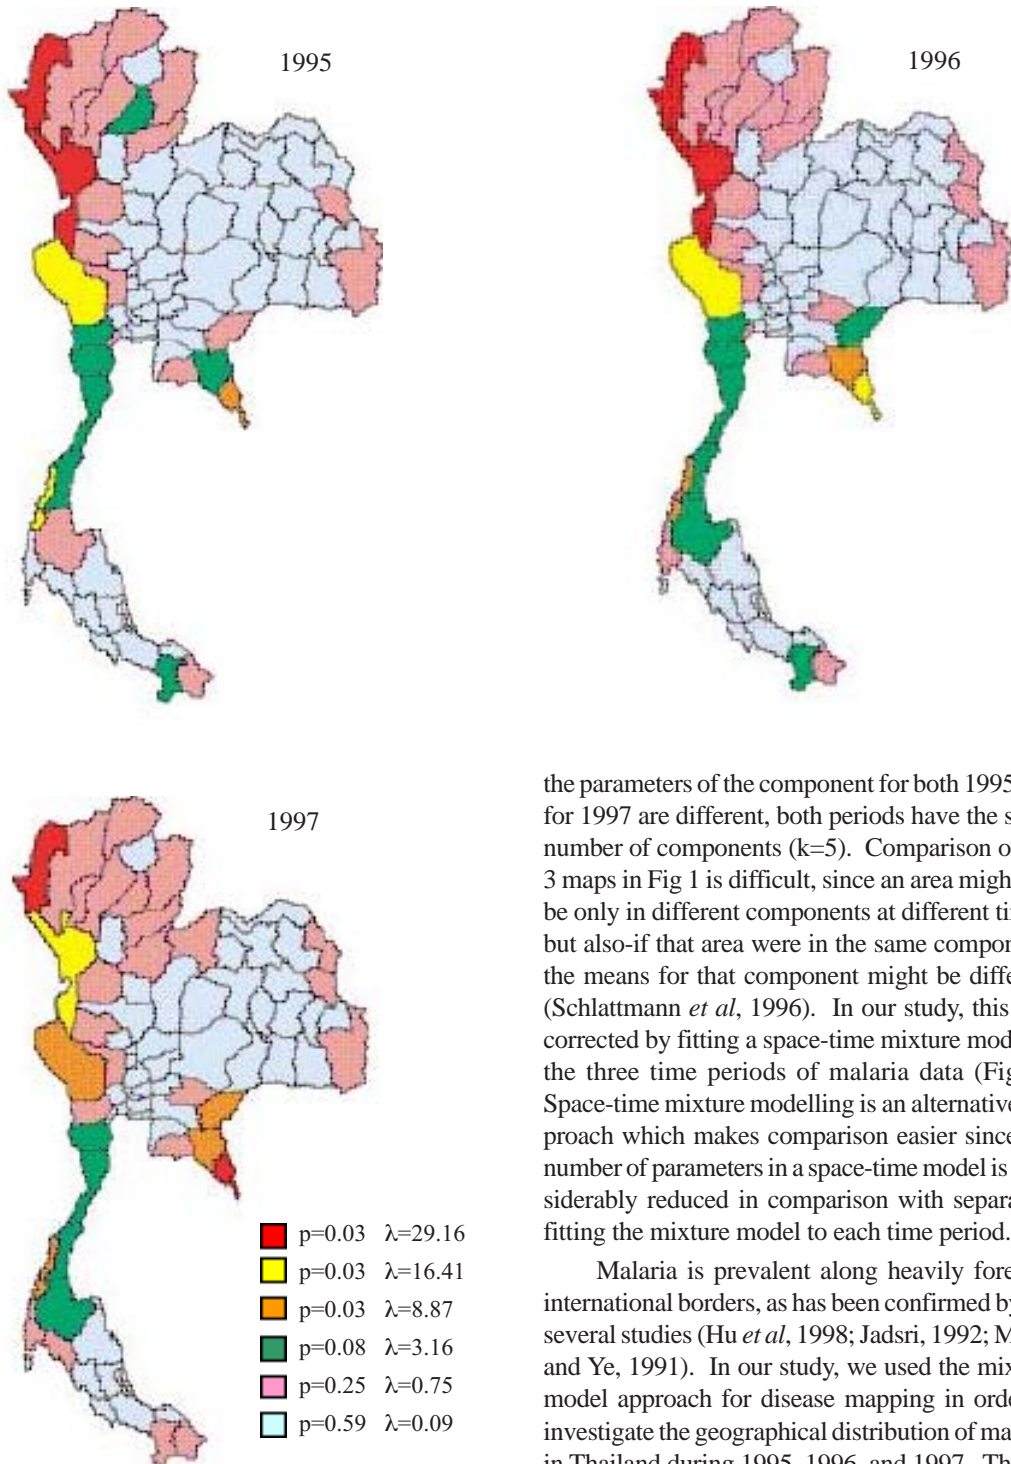 1995
1996
1997
p=0.03 λ=29.16
p=0.03 λ=16.41
p=0.03 λ=8.87
p=0.08 λ=3.16
p=0.25 λ=0.75
p=0.59 λ=0.09
the parameters of the component for both 1995
for 1997 are different, both periods have the s
number of components (k=5). Comparison o
3 maps in Fig 1 is difficult, since an area migh
be only in different components at different ti
but also-if that area were in the same compon
the means for that component might be diffe
(Schlattmann et al, 1996). In our study, this
corrected by fitting a space-time mixture mod
the three time periods of malaria data (Fig
Space-time mixture modelling is an alternative
proach which makes comparison easier since
number of parameters in a space-time model is
siderably reduced in comparison with separa
fitting the mixture model to each time period.
Malaria is prevalent along heavily fore
international borders, as has been confirmed by
several studies (Hu et al, 1998; Jadsri, 1992; M
and Ye, 1991). In our study, we used the mix
model approach for disease mapping in orde
investigate the geographical distribution of ma
in Thailand during 1995, 1996, and 1997. Th